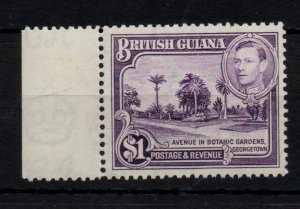 BRITISH GUIANA
AVENUE IN BOTANIC GARDENS,
GEORGETOWN
$1
POSTAGE & REVENUE